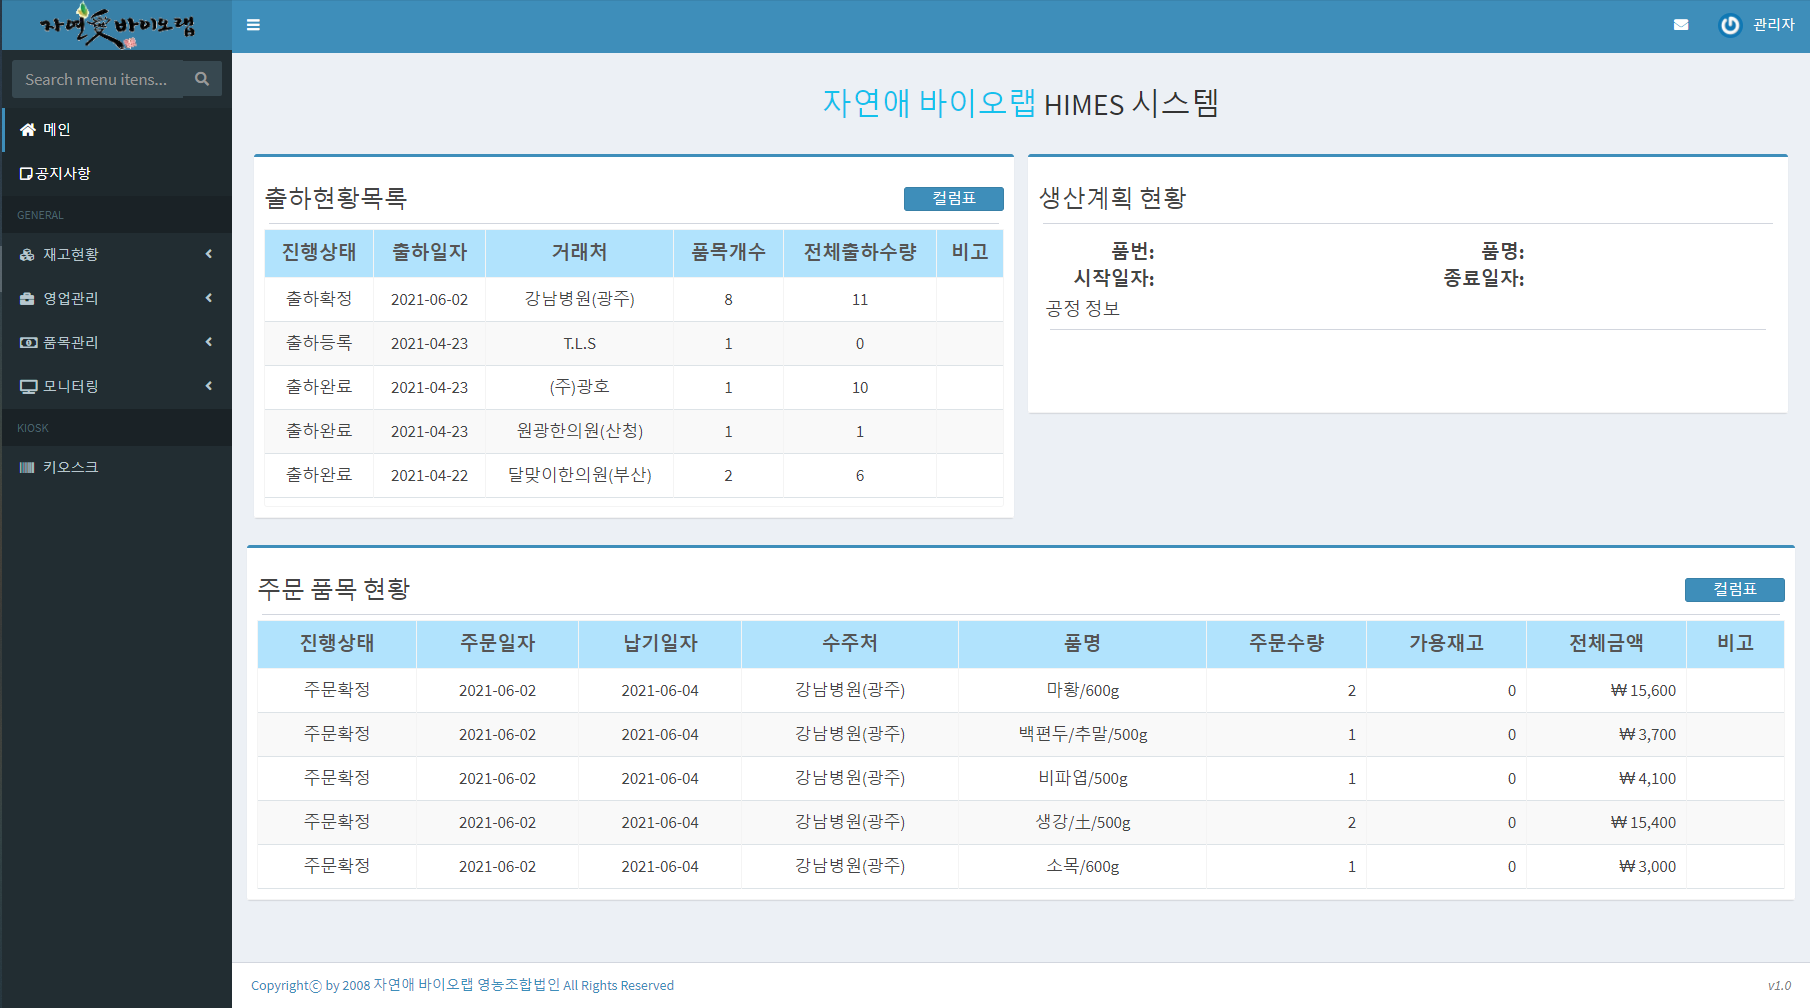 자연愛바이오랩
관리자
Search menu itens...
메인
공지사항
GENERAL
재고현황
영업관리
품목관리
모니터링
KIOSK
키오스크
자연애 바이오랩 HIMES 시스템
출하현황목록
컬럼표
진행상태 출하일자 거래처 품목개수 전체출하수량 비고
출하확정 2021-06-02 강남병원(광주) 8 11
출하등록 2021-04-23 T.L.S 1 0
출하완료 2021-04-23 (주)광호 1 10
출하완료 2021-04-23 원광한의원(산청) 1 1
출하완료 2021-04-22 달맞이한의원(부산) 2 6
생산계획 현황
품번: 품명:
시작일자: 종료일자:
공정 정보
주문 품목 현황
컬럼표
진행상태 주문일자 납기일자 수주처 품명 주문수량 가용재고 전체금액 비고
주문확정 2021-06-02 2021-06-04 강남병원(광주) 마황/600g 2 0 ₩ 15,600
주문확정 2021-06-02 2021-06-04 강남병원(광주) 백편두/추말/500g 1 0 ₩ 3,700
주문확정 2021-06-02 2021-06-04 강남병원(광주) 비파엽/500g 1 0 ₩ 4,100
주문확정 2021-06-02 2021-06-04 강남병원(광주) 생강/土/500g 2 0 ₩ 15,400
주문확정 2021-06-02 2021-06-04 강남병원(광주) 소목/600g 1 0 ₩ 3,000
Copyrightⓒ by 2008 자연애 바이오랩 영농조합법인 All Rights Reserved
v1.0